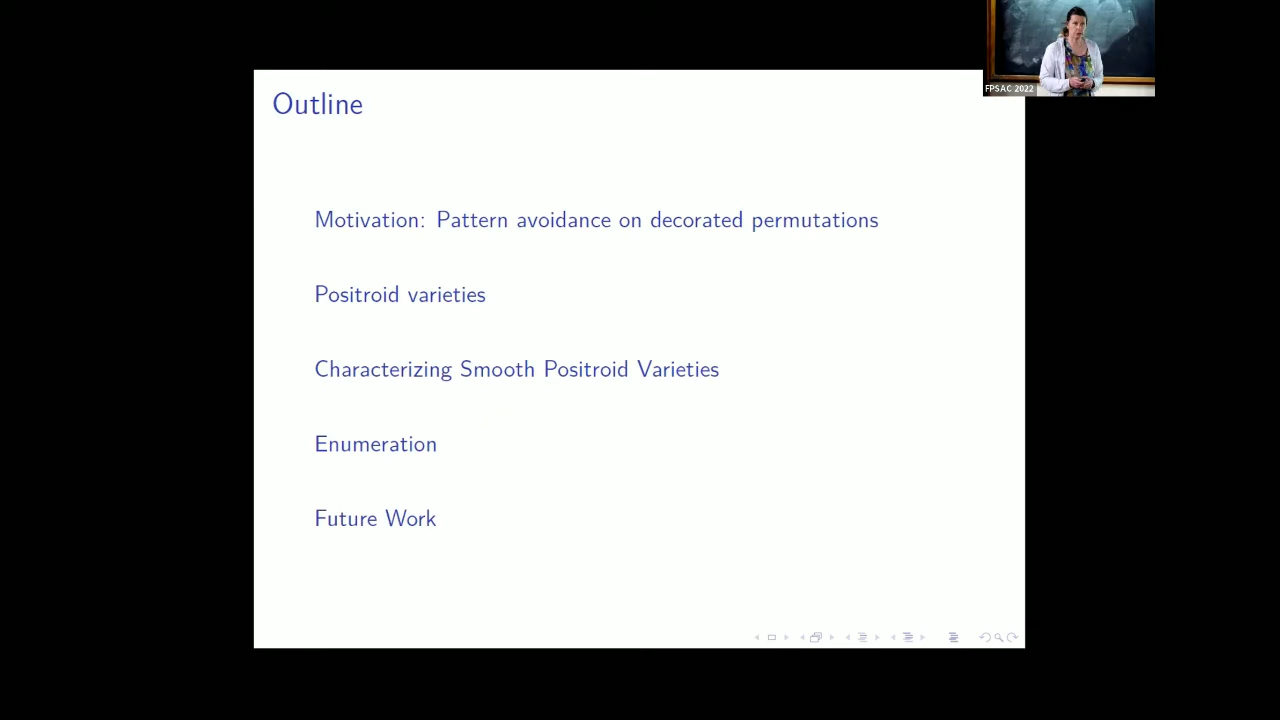 FPSAC 2022
Outline
Motivation: Pattern avoidance on decorated permutations
Positroid varieties
Characterizing Smooth Positroid Varieties
Enumeration
Future Work